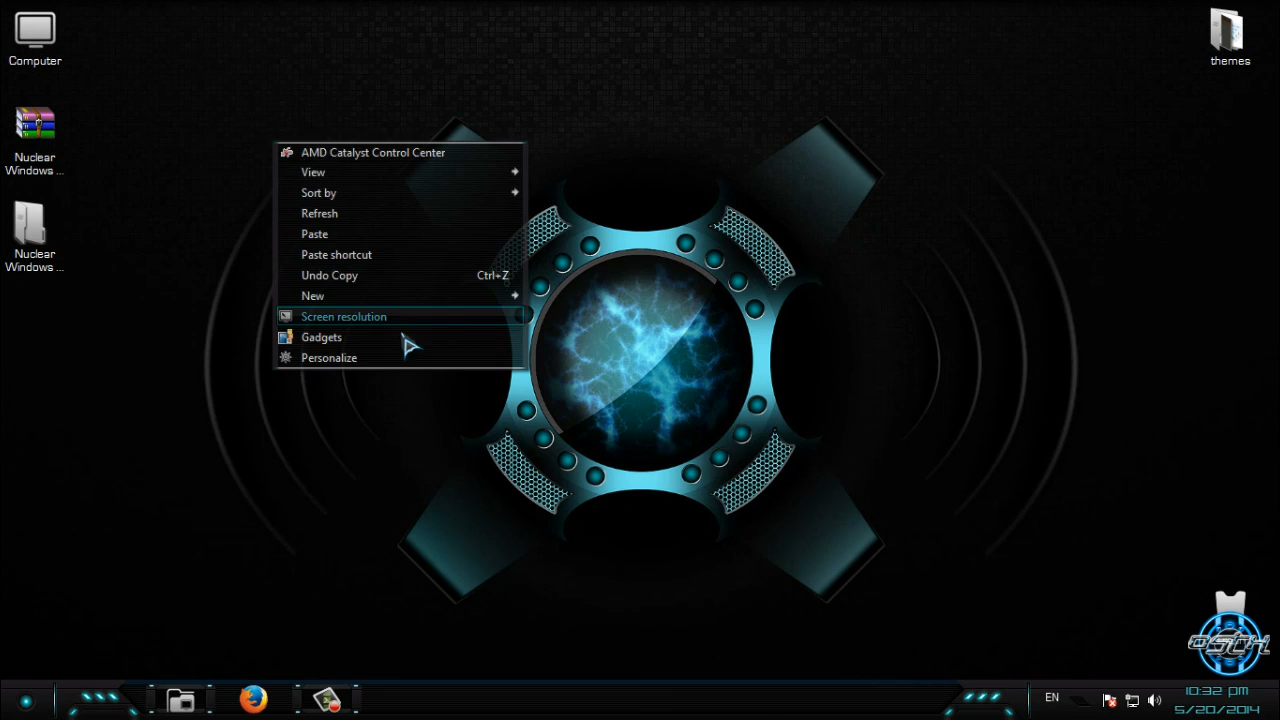 Computer
themes
Nuclear
Windows ...
Nuclear
Windows ...
AMD Catalyst Control Center
View
Sort by
Refresh
Paste
Paste shortcut
Undo Copy Ctrl+Z
New
Screen resolution
Gadgets
Personalize
EN
10:32 PM
5/20/2014